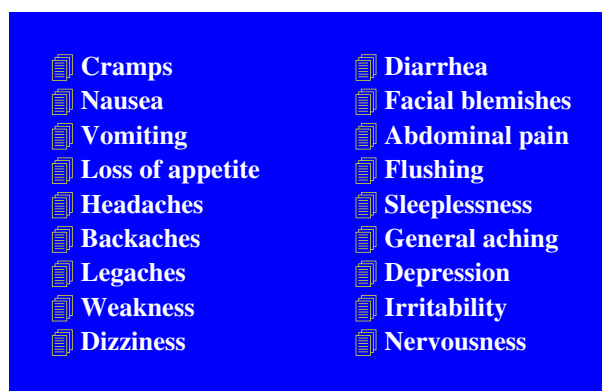 Cramps
Nausea
Vomiting
Loss of appetite
Headaches
Backaches
Legaches
Weakness
Dizziness
Diarrhea
Facial blemishes
Abdominal pain
Flushing
Sleeplessness
General aching
Depression
Irritability
Nervousness